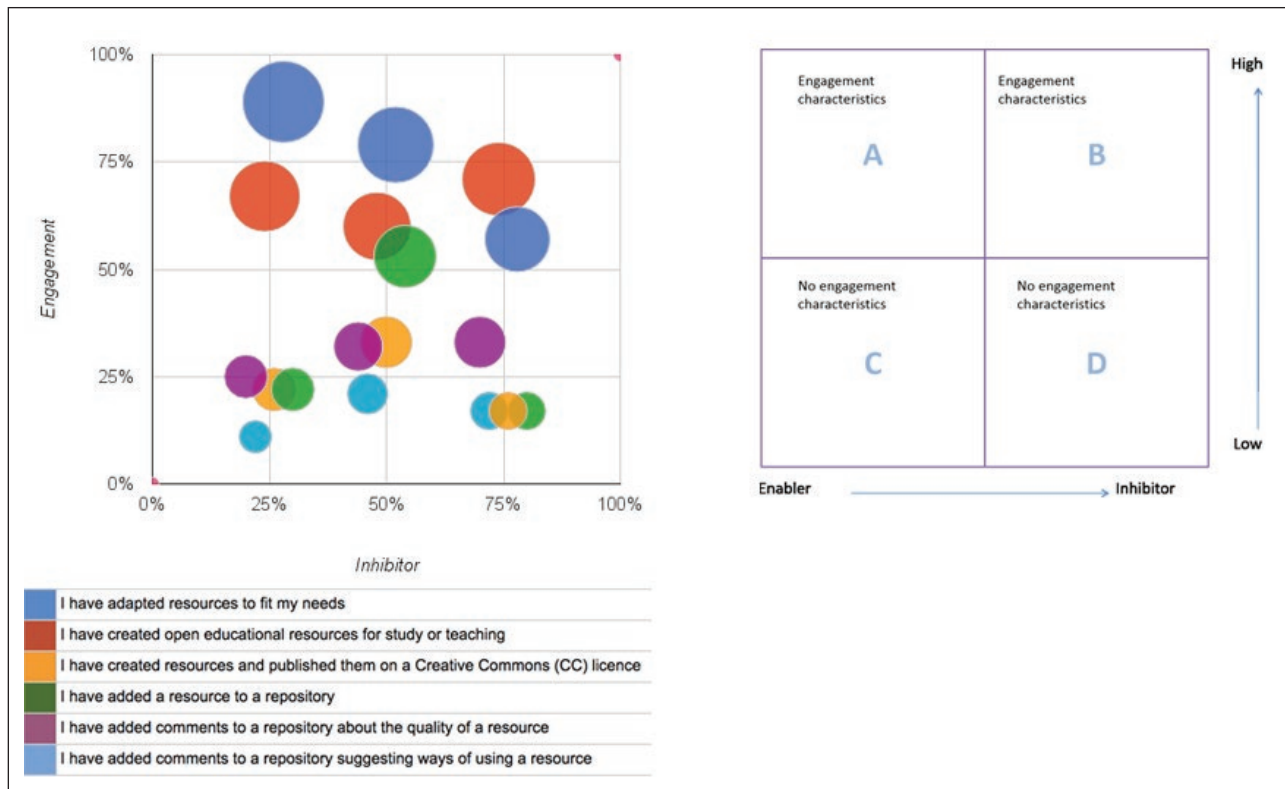 100%
75%
50%
25%
0%
Engagement
0%
25%
50%
75%
100%
Inhibitor
I have adapted resources to fit my needs
I have created open educational resources for study or teaching
I have created resources and published them on a Creative Commons (CC) licence
I have added a resource to a repository
I have added comments to a repository about the quality of a resource
I have added comments to a repository suggesting ways of using a resource
Engagement
characteristics
A
Engagement
characteristics
B
No engagement
characteristics
C
No engagement
characteristics
D
High
Low
Enabler
Inhibitor